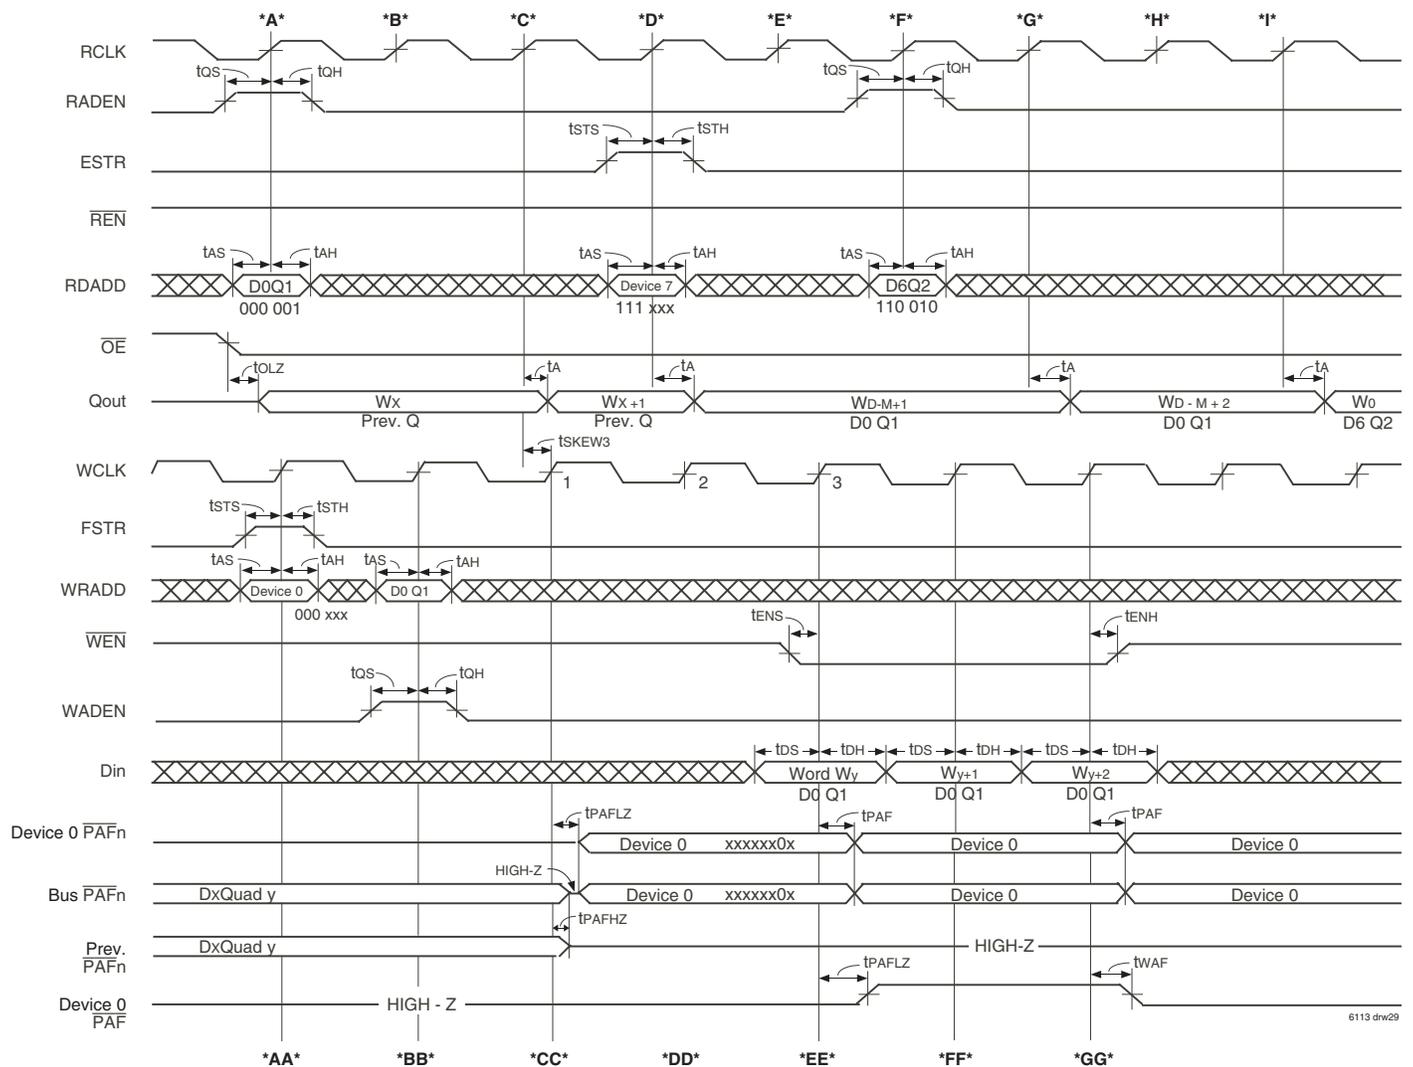 *A* *B* *C* *D* *E* *F* *G* *H* *I*
RCLK
tQS tQH tQS tQH
RADEN
tSTS tSTH
ESTR
REN
tAS tAH tAS tAH tAS tAH
RDADD D0Q1 Device 7 D6Q2
000 001 111 xxx 110 010
OE
tOLZ tA tA tA tA
Qout WX WX +1 WD-M+1 WD - M + 2 W0
Prev. Q Prev. Q D0 Q1 D0 Q1 D6 Q2
tSKEW3
WCLK 1 2 3
tSTS tSTH
FSTR
tAS tAH tAS tAH
WRADD Device 0 D0 Q1
000 xxx
tENS tENH
WEN
tQS tQH
WADEN
tDS tDH tDS tDH tDS tDH
Din Word Wy Wy+1 Wy+2
D0 Q1 D0 Q1 D0 Q1
tPAFLZ tPAF tPAF
Device 0 PAFn Device 0 xxxxxx0x Device 0 Device 0
HIGH-Z
Bus PAFn DxQuad y Device 0 xxxxxx0x Device 0 Device 0
tPAFHZ
Prev. DxQuad y HIGH-Z
PAFn
tPAFLZ tWAF
Device 0 HIGH - Z
PAF
6113 drw29
*AA* *BB* *CC* *DD* *EE* *FF* *GG*